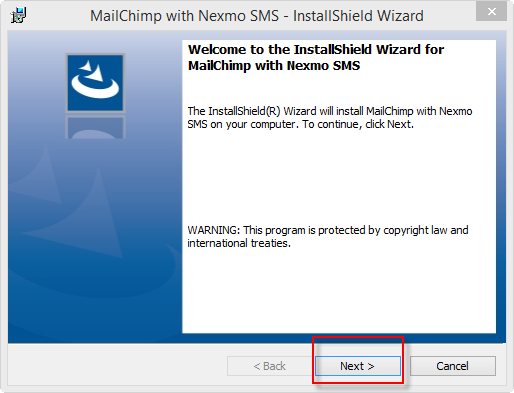 MailChimp with Nexmo SMS - InstallShield Wizard
Welcome to the InstallShield Wizard for
MailChimp with Nexmo SMS
The InstallShield(R) Wizard will install MailChimp with Nexmo
SMS on your computer. To continue, click Next.
WARNING: This program is protected by copyright law and
international treaties.
< Back Next > Cancel